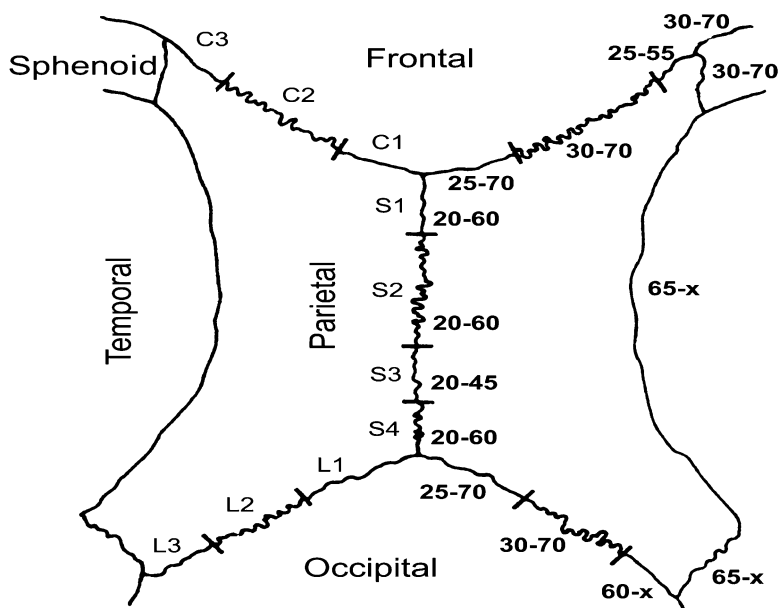 30-70
C3
Frontal
25-55
Sphenoid
30-70
C2
C1
30-70
25-70
S1
20-60
Temporal
Parietal
S2
65-x
20-60
S3
20-45
S4
20-60
L1
25-70
L2
L3
30-70
Occipital
65-x
60-x